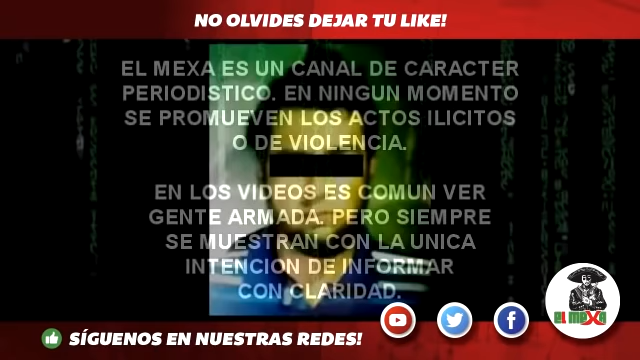 NO OLVIDES DEJAR TU LIKE!
EL MEXA ES UN CANAL DE CARACTER
PERIODISTICO. EN NINGUN MOMENTO
SE PROMUEVEN LOS ACTOS ILICITOS
O DE VIOLENCIA.
EN LOS VIDEOS ES COMUN VER
GENTE ARMADA. PERO SIEMPRE
SE MUESTRAN CON LA UNICA
INTENCION DE INFORMAR
CON CLARIDAD.
EL MEXA
SÍGUENOS EN NUESTRAS REDES!